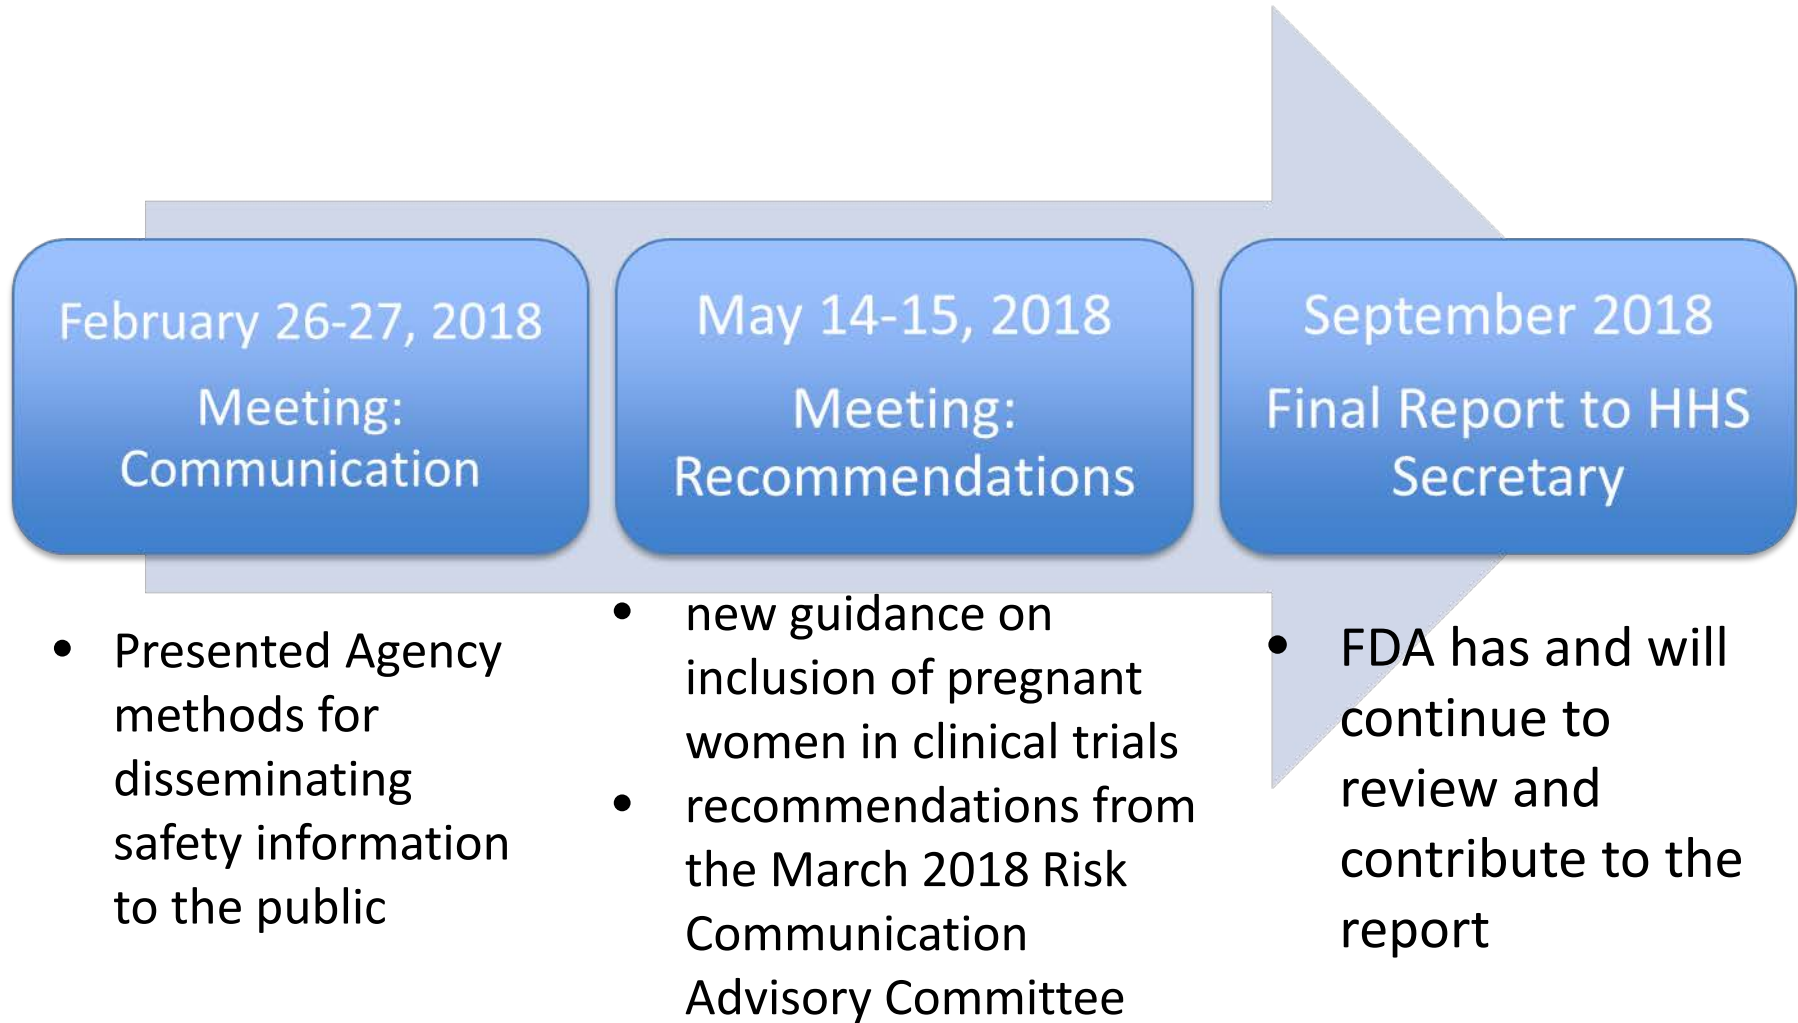 February 26-27, 2018
Meeting:
Communication
May 14-15, 2018
Meeting:
Recommendations
September 2018
Final Report to HHS
Secretary
• Presented Agency
methods for
disseminating
safety information
to the public
• new guidance on
inclusion of pregnant
women in clinical trials
• recommendations from
the March 2018 Risk
Communication
Advisory Committee
• FDA has and will
continue to
review and
contribute to the
report